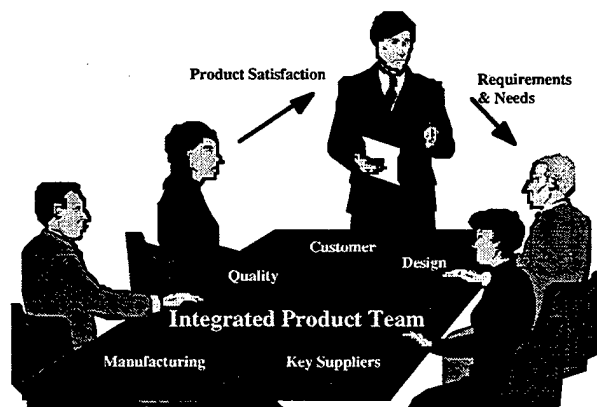 Product Satisfaction
Requirements
& Needs
Customer
Quality
Design
Integrated Product Team
Manufacturing
Key Suppliers